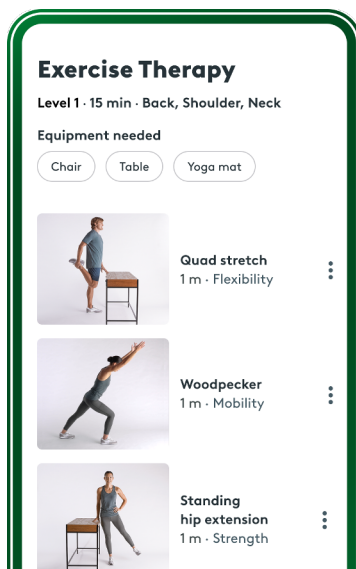 Exercise Therapy
Level 1 · 15 min · Back, Shoulder, Neck
Equipment needed
Chair
Table
Yoga mat
Quad stretch
1 m · Flexibility
Woodpecker
1 m · Mobility
Standing
hip extension
1 m · Strength